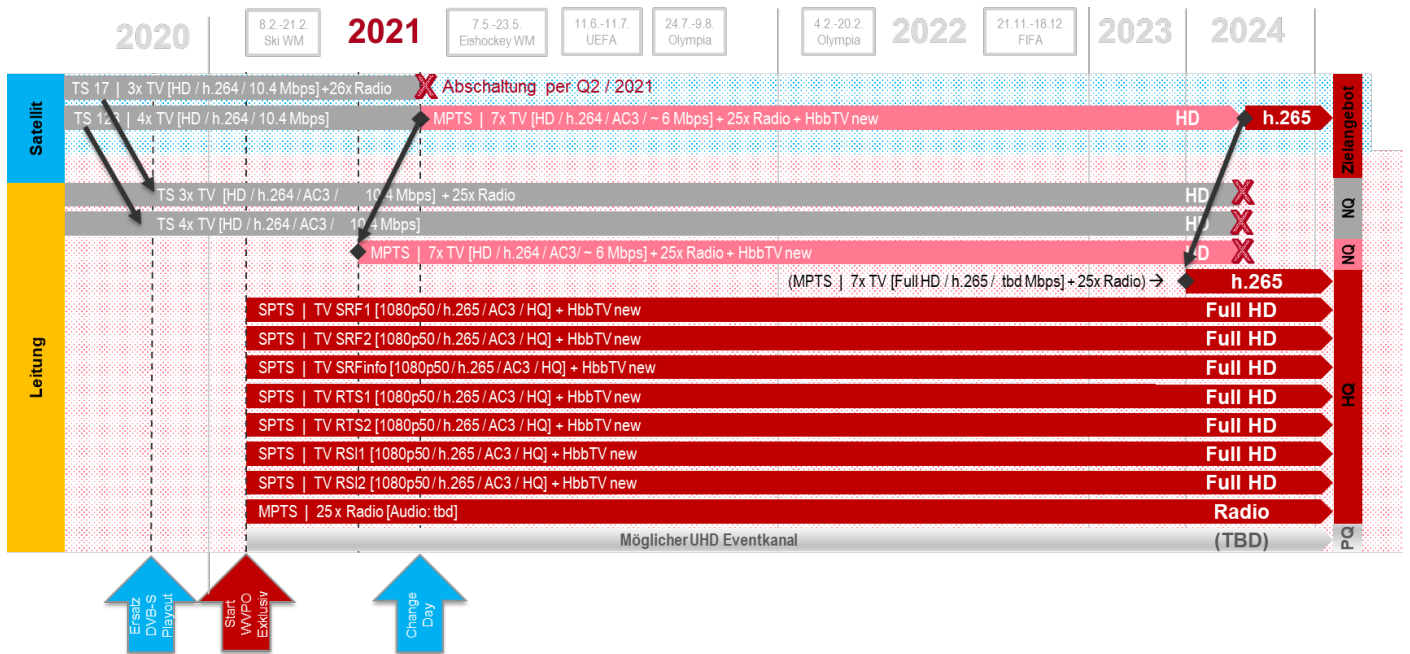 2020
8.2.-21.2.
Ski WM
2021
7.5.-23.5.
Eishockey WM
11.6.-11.7.
UEFA
24.7.-9.8.
Olympia
4.2.-20.2.
Olympia
2022
21.11.-18.12.
FIFA
2023
2024
Satellit
TS 17 | 3x TV [HD / h.264 / 10.4 Mbps] +26x Radio
Abschaltung per Q2 / 2021
TS 123 | 4x TV [HD / h.264 / 10.4 Mbps]
MPTS | 7x TV [HD / h.264 / AC3 / ~ 6 Mbps] + 25x Radio + HbbTV new
HD
h.265
Zielangebot
Leitung
TS 3x TV [HD / h.264 / AC3 / 10.4 Mbps] + 25x Radio
HD
TS 4x TV [HD / h.264 / AC3 / 10.4 Mbps]
HD
NQ
MPTS | 7x TV [HD / h.264 / AC3/ ~ 6 Mbps] + 25x Radio + HbbTV new
HD
NQ
(MPTS | 7x TV [Full HD / h.265 / tbd Mbps] + 25x Radio) →
h.265
SPTS | TV SRF1 [1080p50 / h.265 / AC3 / HQ] + HbbTV new
Full HD
SPTS | TV SRF2 [1080p50 / h.265 / AC3 / HQ] + HbbTV new
Full HD
SPTS | TV SRFinfo [1080p50 / h.265 / AC3 / HQ] + HbbTV new
Full HD
SPTS | TV RTS1 [1080p50 / h.265 / AC3 / HQ] + HbbTV new
Full HD
HQ
SPTS | TV RTS2 [1080p50 / h.265 / AC3 / HQ] + HbbTV new
Full HD
SPTS | TV RSI1 [1080p50 / h.265 / AC3 / HQ] + HbbTV new
Full HD
SPTS | TV RSI2 [1080p50 / h.265 / AC3 / HQ] + HbbTV new
Full HD
MPTS | 25 x Radio [Audio: tbd]
Radio
Möglicher UHD Eventkanal
(TBD)
PQ
Ersatz
DVB-S
Playout
Start
WVPO
Exklusiv
Change
Day